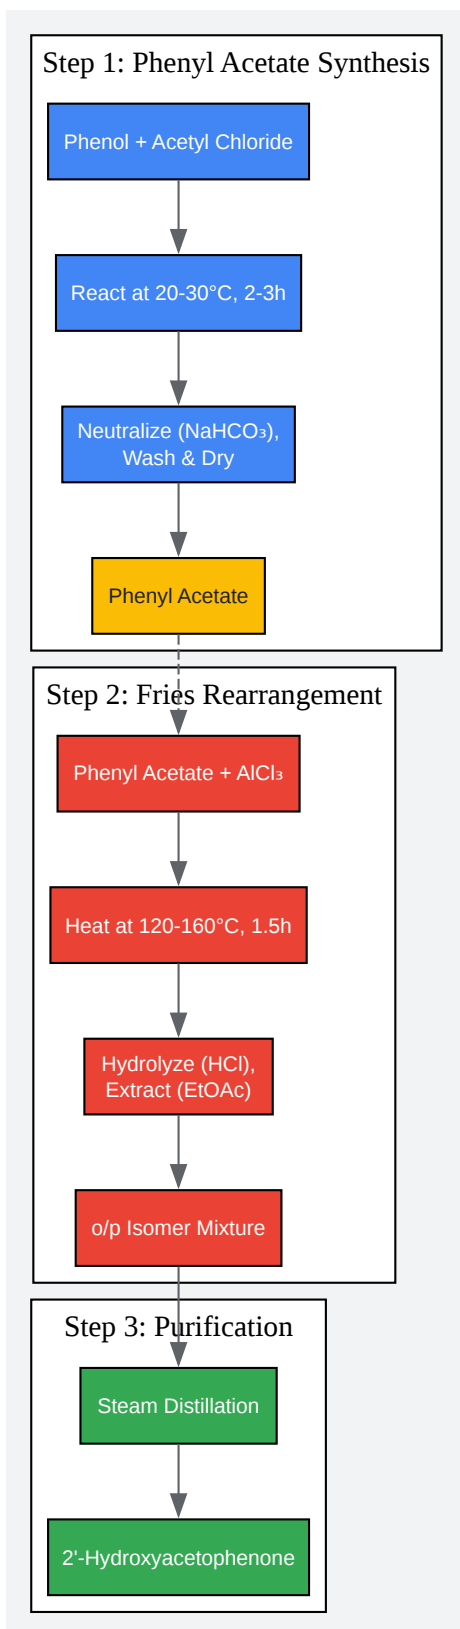 Step 1: Phenyl Acetate Synthesis
Phenol + Acetyl Chloride
React at 20-30°C, 2-3h
Neutralize (NaHCO₃),
Wash & Dry
Phenyl Acetate
Step 2: Fries Rearrangement
Phenyl Acetate + AlCl₃
Heat at 120-160°C, 1.5h
Hydrolyze (HCl),
Extract (EtOAc)
o/p Isomer Mixture
Step 3: Purification
Steam Distillation
2'-Hydroxyacetophenone